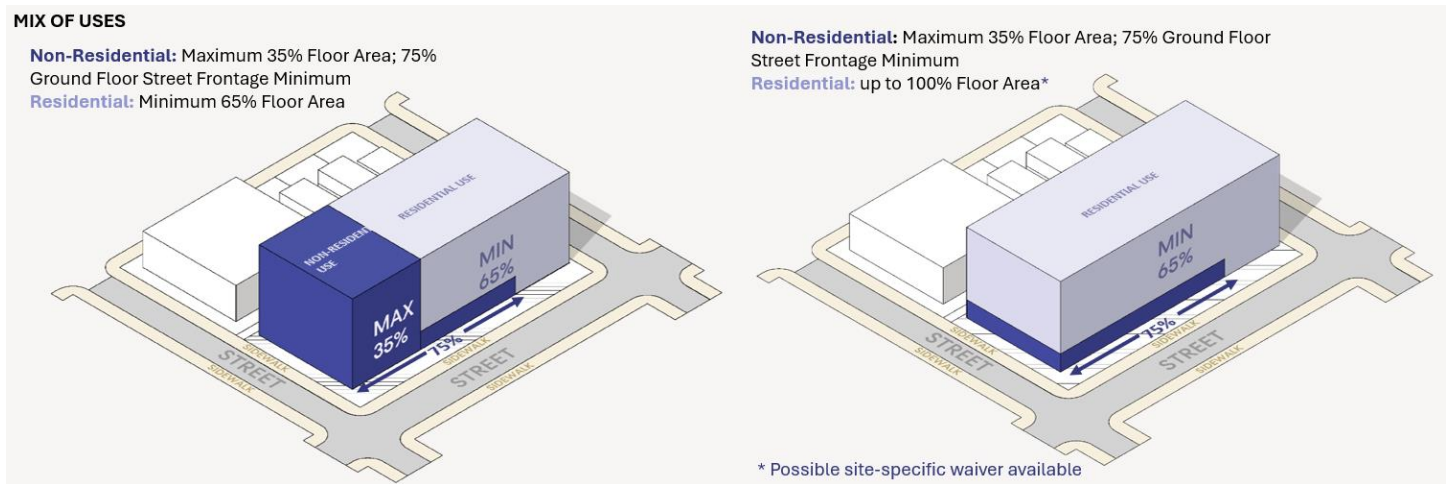 MIX OF USES
Non-Residential: Maximum 35% Floor Area; 75%
Ground Floor Street Frontage Minimum
Residential: Minimum 65% Floor Area
RESIDENTIAL USE
NON-RESIDENT
USE
MIN
65%
MAX
35%
75%
SIDEWALK
STREET
SIDEWALK
SIDEWALK
STREET
SIDEWALK
Non-Residential: Maximum 35% Floor Area; 75% Ground Floor
Street Frontage Minimum
Residential: up to 100% Floor Area*
RESIDENTIAL USE
MIN
65%
75%
SIDEWALK
STREET
SIDEWALK
SIDEWALK
STREET
SIDEWALK
* Possible site-specific waiver available